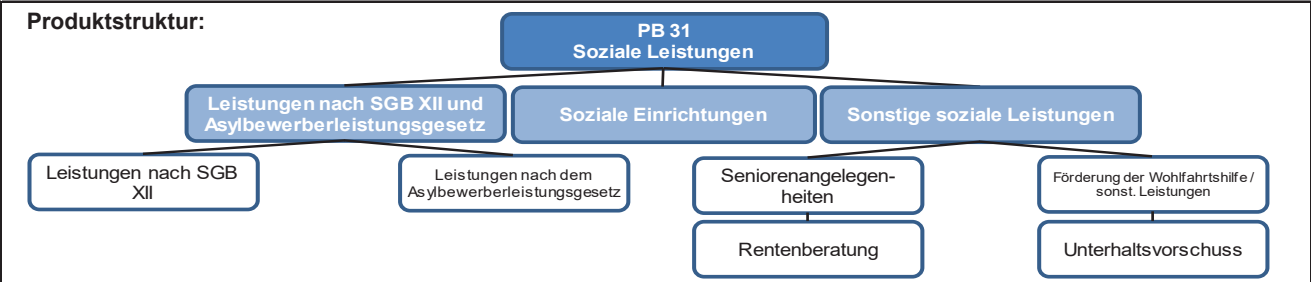 Produktstruktur:
PB 31
Soziale Leistungen
Leistungen nach SGB XII und
Asylbewerberleistungsgesetz
Soziale Einrichtungen
Sonstige soziale Leistungen
Leistungen nach SGB
XII
Leistungen nach dem
Asylbewerberleistungsgesetz
Seniorenangelegen-
heiten
Förderung der Wohlfahrtshilfe /
sonst. Leistungen
Rentenberatung
Unterhaltsvorschuss